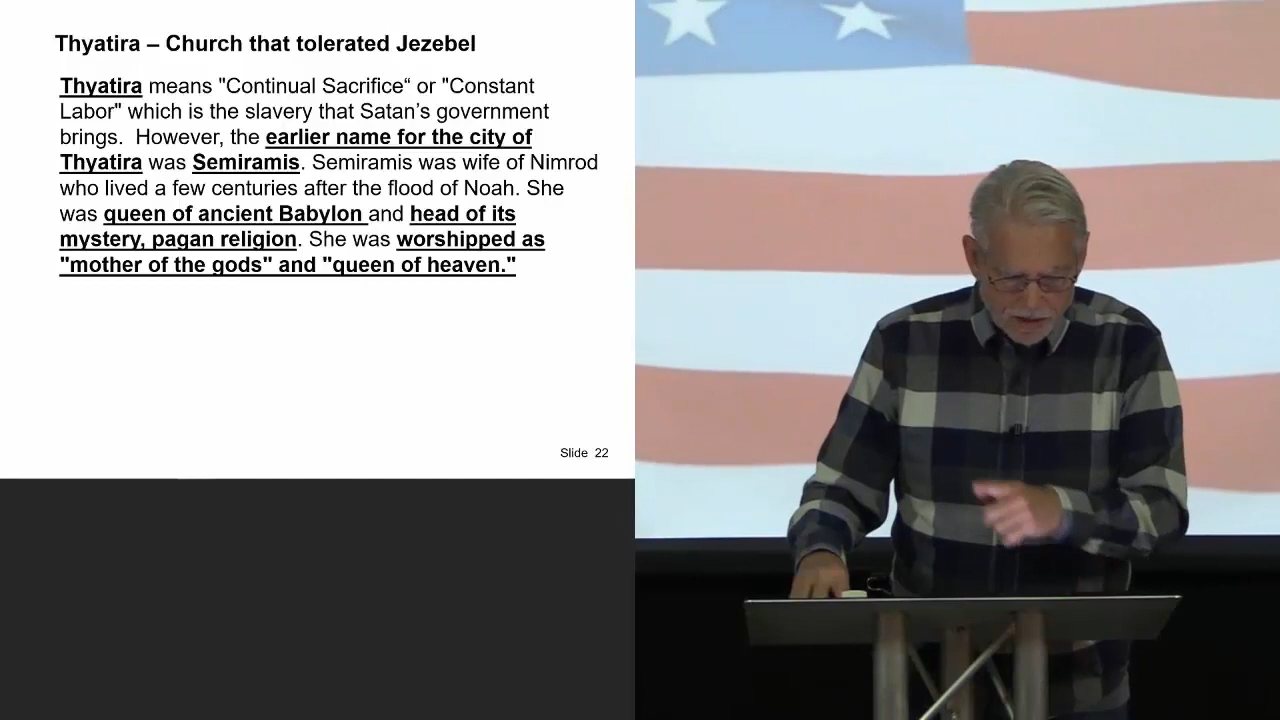 Thyatira – Church that tolerated Jezebel
Thyatira means "Continual Sacrifice“ or "Constant
Labor" which is the slavery that Satan’s government
brings.  However, the earlier name for the city of
Thyatira was Semiramis. Semiramis was wife of Nimrod
who lived a few centuries after the flood of Noah. She
was queen of ancient Babylon and head of its
mystery, pagan religion. She was worshipped as
"mother of the gods" and "queen of heaven."
Slide  22